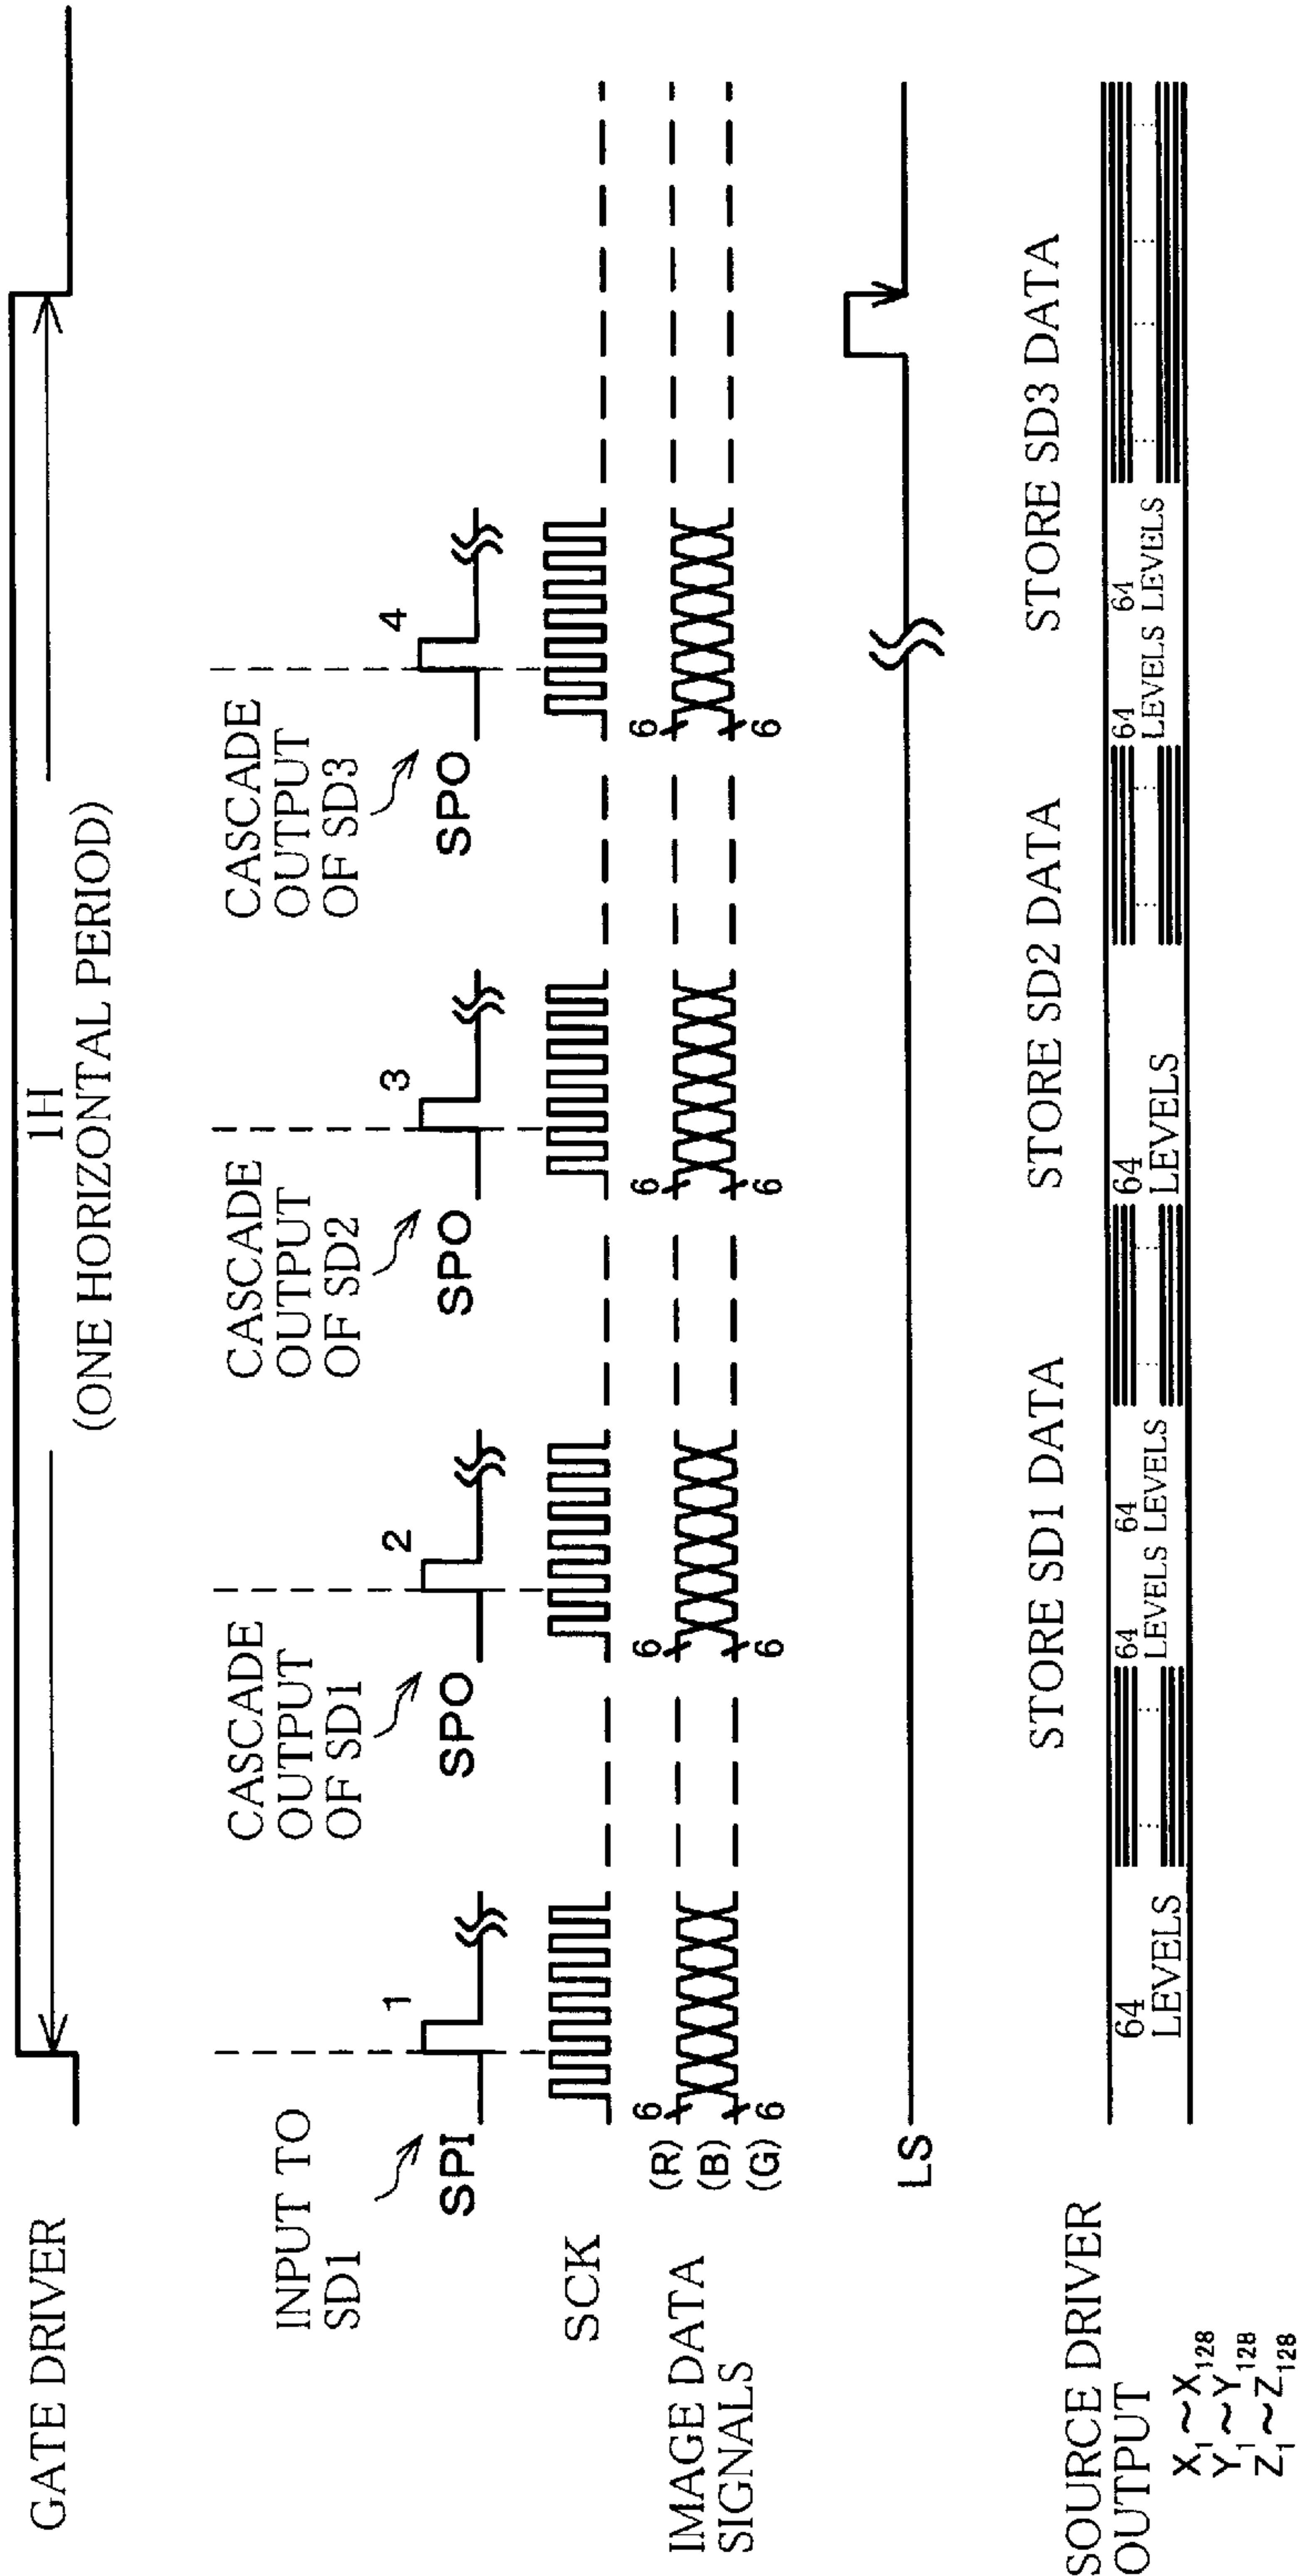 GATE DRIVER
1H
(ONE HORIZONTAL PERIOD)
INPUT TO
SD1
SPI
1
CASCADE
OUTPUT
OF SD1
SPO
2
CASCADE
OUTPUT
OF SD2
SPO
3
CASCADE
OUTPUT
OF SD3
SPO
4
SCK
IMAGE DATA
SIGNALS
(R) 6
(B)
(G) 6
6
6
6
6
6
6
LS
STORE SD1 DATA
STORE SD2 DATA
STORE SD3 DATA
SOURCE DRIVER
OUTPUT
X1~X128
Y1~Y128
Z1~Z128
64
LEVELS
64 64
LEVELS LEVELS
64
LEVELS
64 64
LEVELS LEVELS